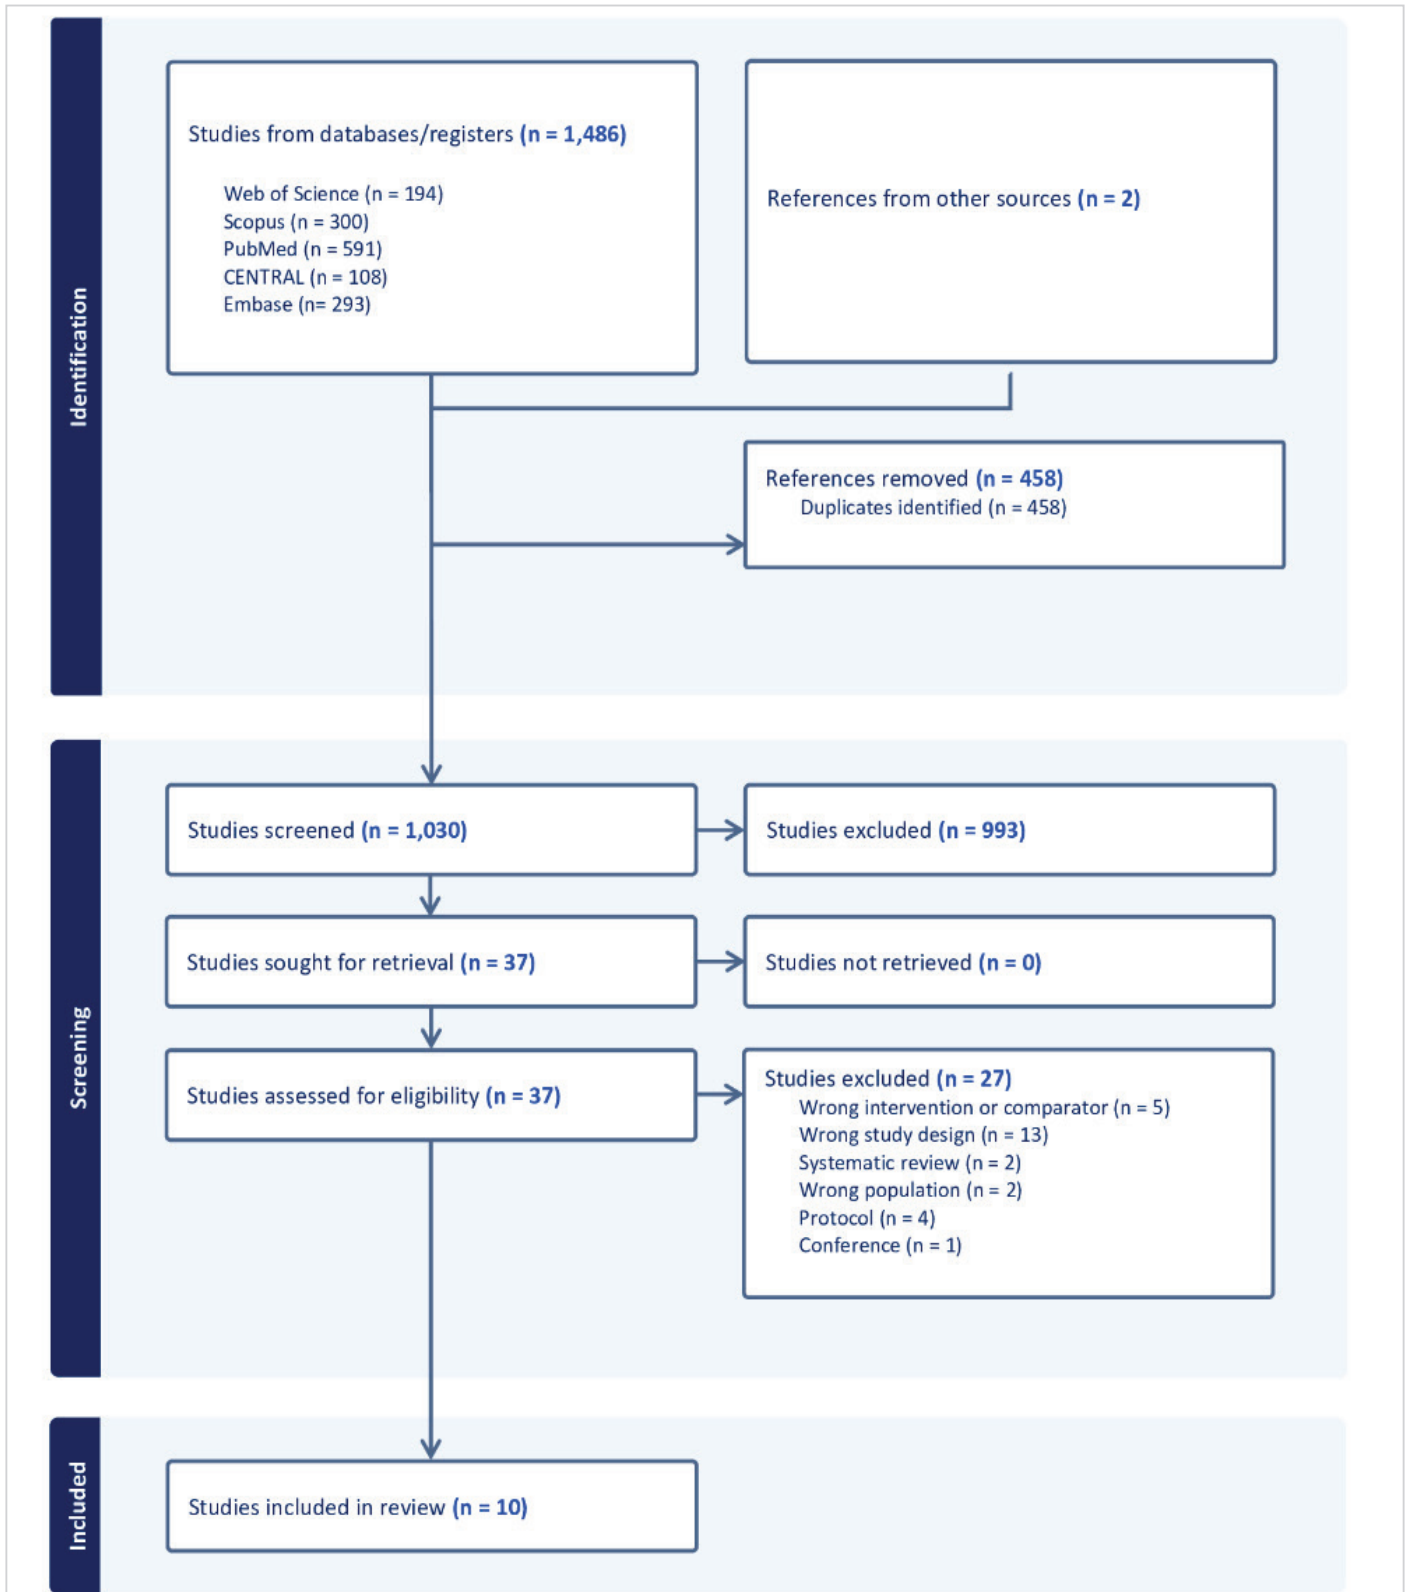 Identification
Studies from databases/registers (n = 1,486)
Web of Science (n = 194)
Scopus (n = 300)
PubMed (n = 591)
CENTRAL (n = 108)
Embase (n= 293)
References from other sources (n = 2)
References removed (n = 458)
Duplicates identified (n = 458)
Screening
Studies screened (n = 1,030)
Studies excluded (n = 993)
Studies sought for retrieval (n = 37)
Studies not retrieved (n = 0)
Studies assessed for eligibility (n = 37)
Studies excluded (n = 27)
Wrong intervention or comparator (n = 5)
Wrong study design (n = 13)
Systematic review (n = 2)
Wrong population (n = 2)
Protocol (n = 4)
Conference (n = 1)
Included
Studies included in review (n = 10)